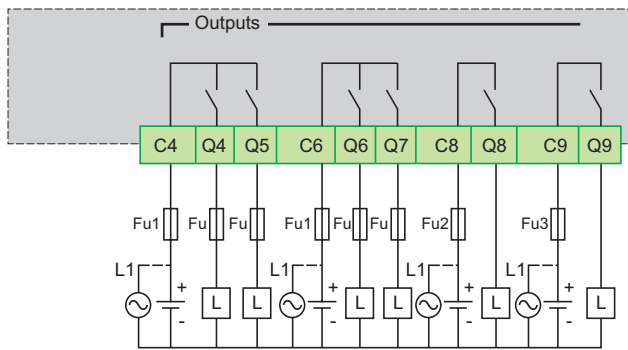 Outputs
C4 Q4 Q5 C6 Q6 Q7 C8 Q8 C9 Q9
Fu1 Fu Fu Fu1 Fu Fu Fu2 Fu3
L1 L1 L1 L1
+ + + +
L L L L L L
- - - -